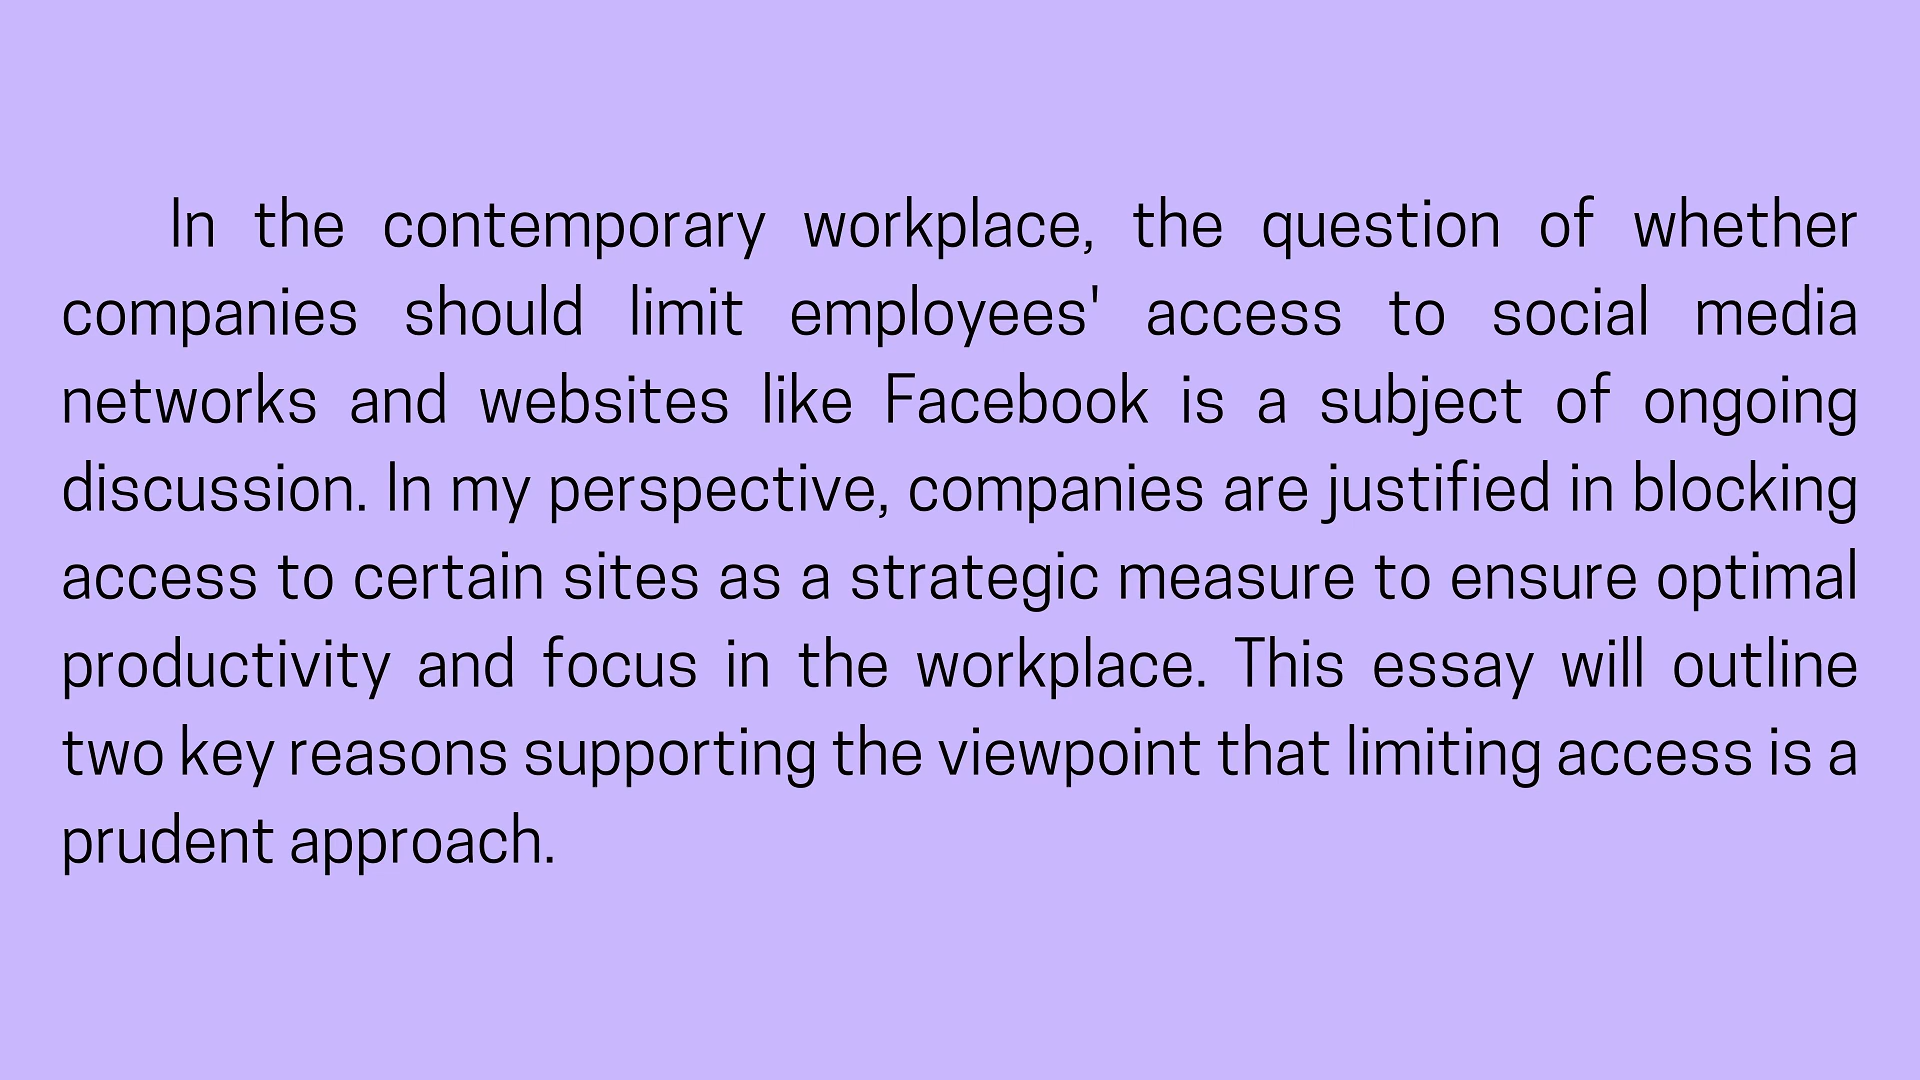 In the contemporary workplace, the question of whether
companies should limit employees' access to social media
networks and websites like Facebook is a subject of ongoing
discussion. In my perspective, companies are justified in blocking
access to certain sites as a strategic measure to ensure optimal
productivity and focus in the workplace. This essay will outline
two key reasons supporting the viewpoint that limiting access is a
prudent approach.